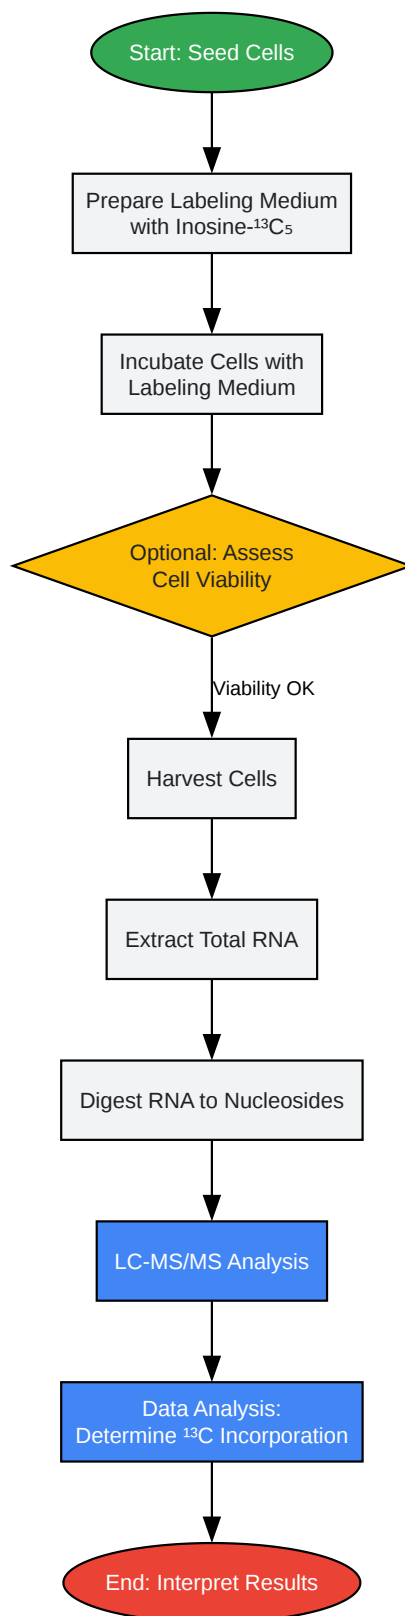 Start: Seed Cells
Prepare Labeling Medium
with Inosine-¹³C₅
Incubate Cells with
Labeling Medium
Optional: Assess
Cell Viability
Viability OK
Harvest Cells
Extract Total RNA
Digest RNA to Nucleosides
LC-MS/MS Analysis
Data Analysis:
Determine ¹³C Incorporation
End: Interpret Results